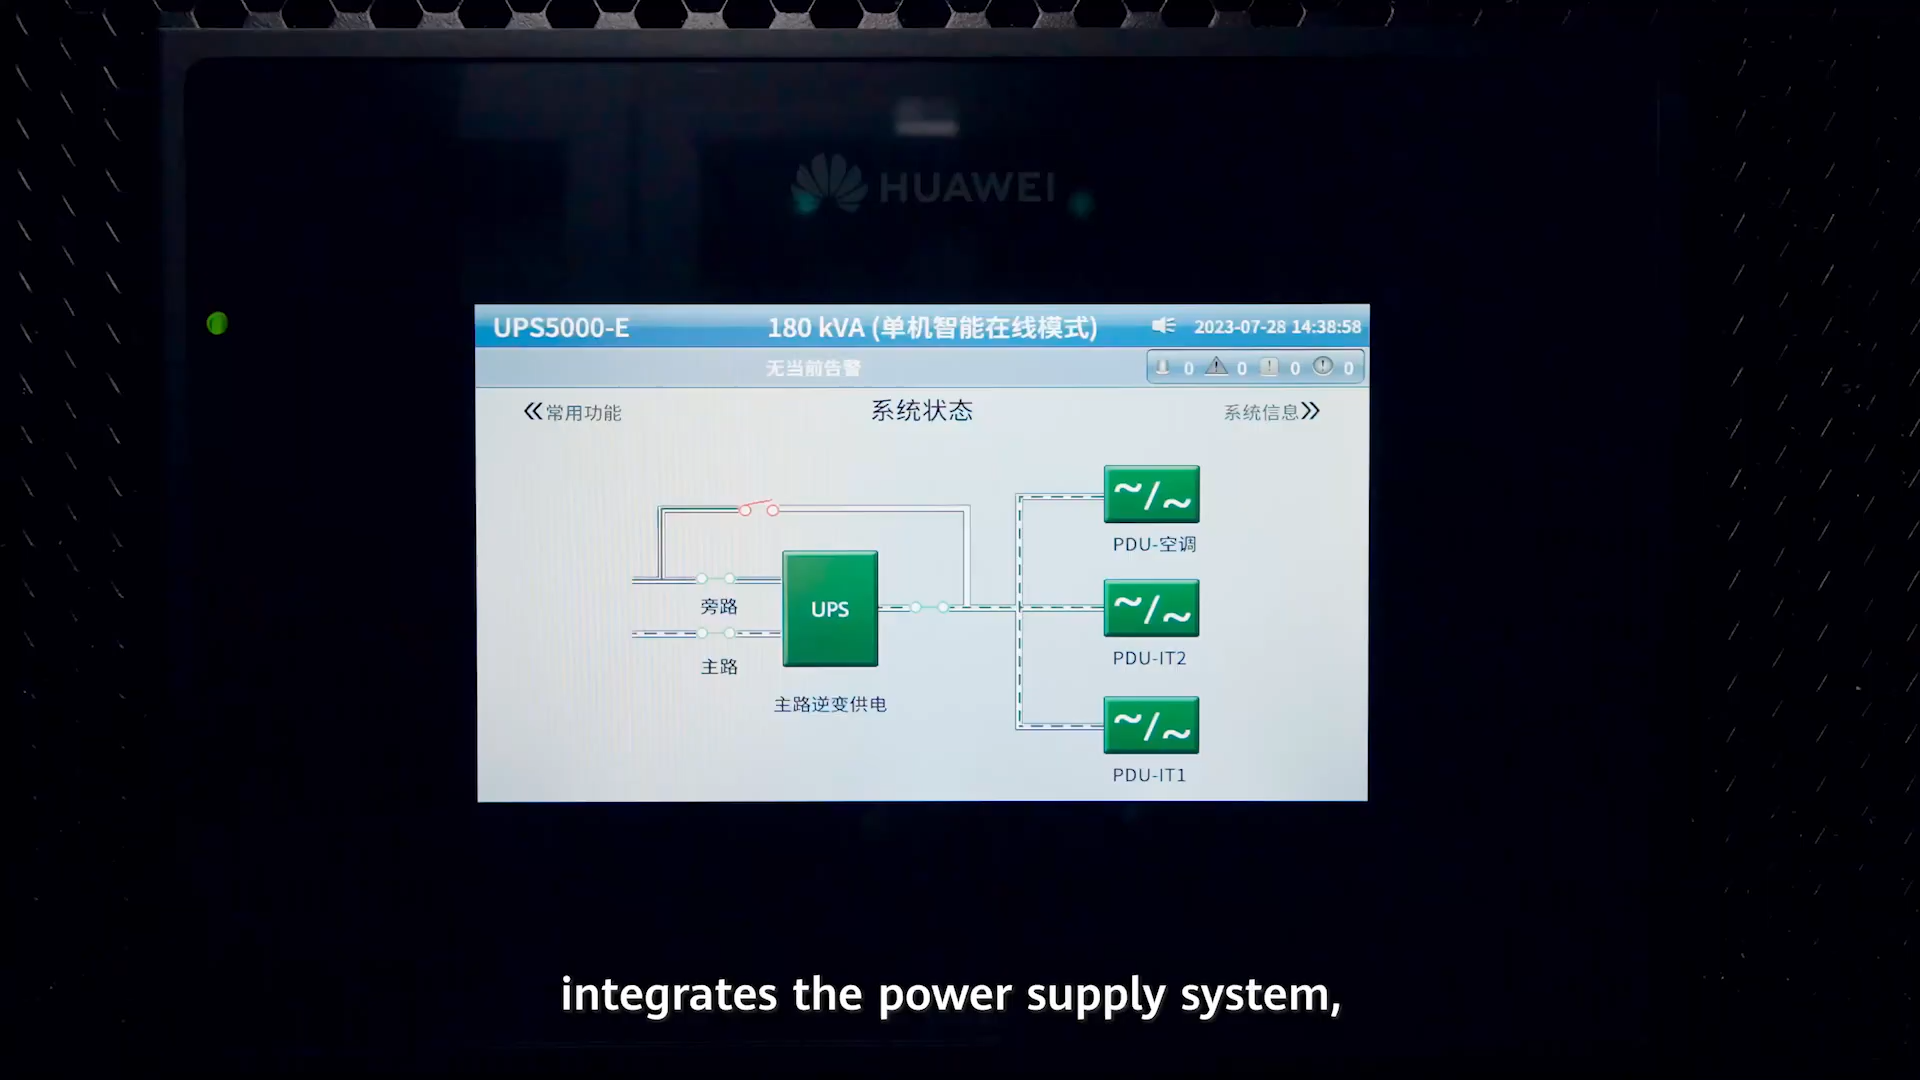 HUAWEI
UPS5000-E 180 kVA (单机智能在线模式) 2023-07-28 14:38:58
无当前告警 0 0 0 0
常用功能 系统状态 系统信息
PDU-空调
UPS
旁路
PDU-IT2
主路
主路逆变供电
PDU-IT1
integrates the power supply system,